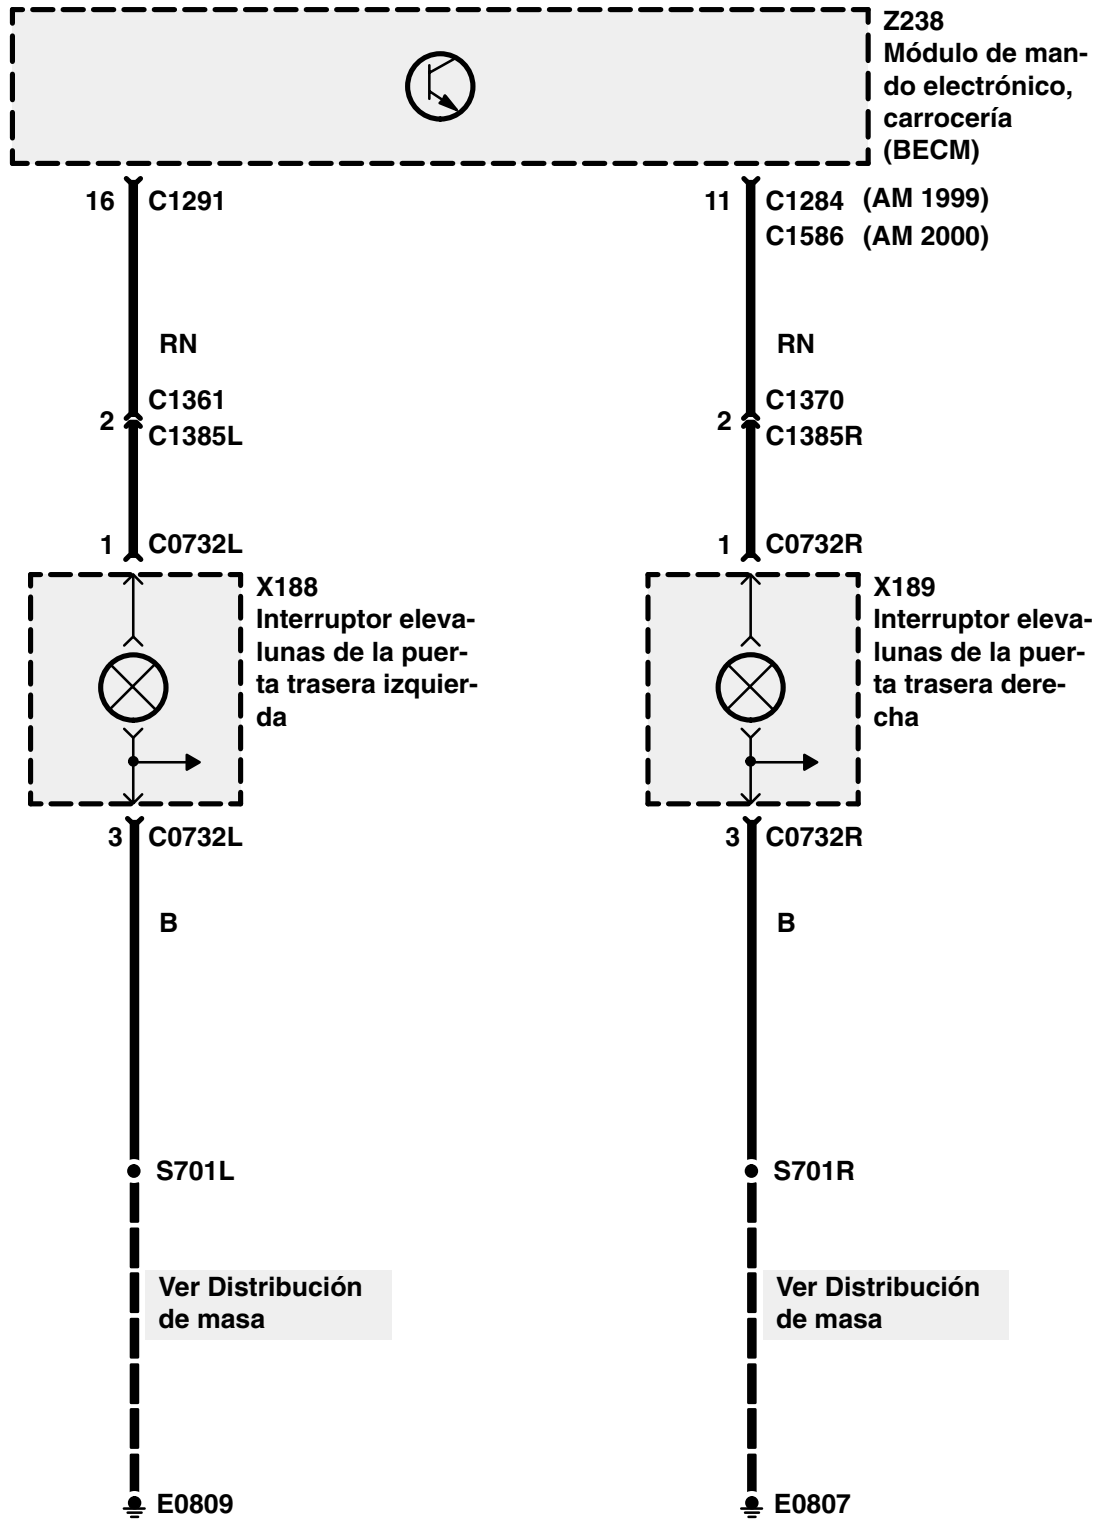 Z238
Módulo de man-
do electrónico,
carrocería
(BECM)
16 C1291
11 C1284 (AM 1999)
C1586 (AM 2000)
RN
RN
C1361
2
C1385L
C1370
2
C1385R
1 C0732L
1 C0732R
X188
Interruptor eleva-
lunas de la puer-
ta trasera izquier-
da
X189
Interruptor eleva-
lunas de la puer-
ta trasera dere-
cha
3 C0732L
3 C0732R
B
B
S701L
S701R
Ver Distribución
de masa
Ver Distribución
de masa
E0809
E0807